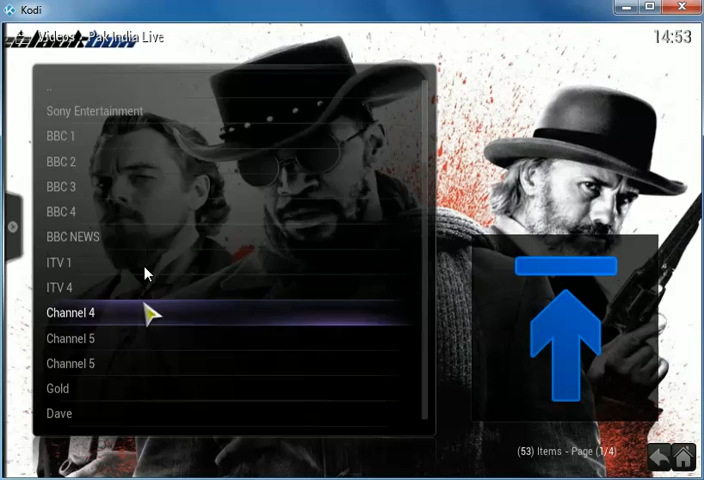 Kodi
Videos - Pak India Live
14:53
..
Sony Entertainment
BBC 1
BBC 2
BBC 3
BBC 4
BBC NEWS
ITV 1
ITV 4
Channel 4
Channel 5
Channel 5
Gold
Dave
(53) Items - Page (1/4)